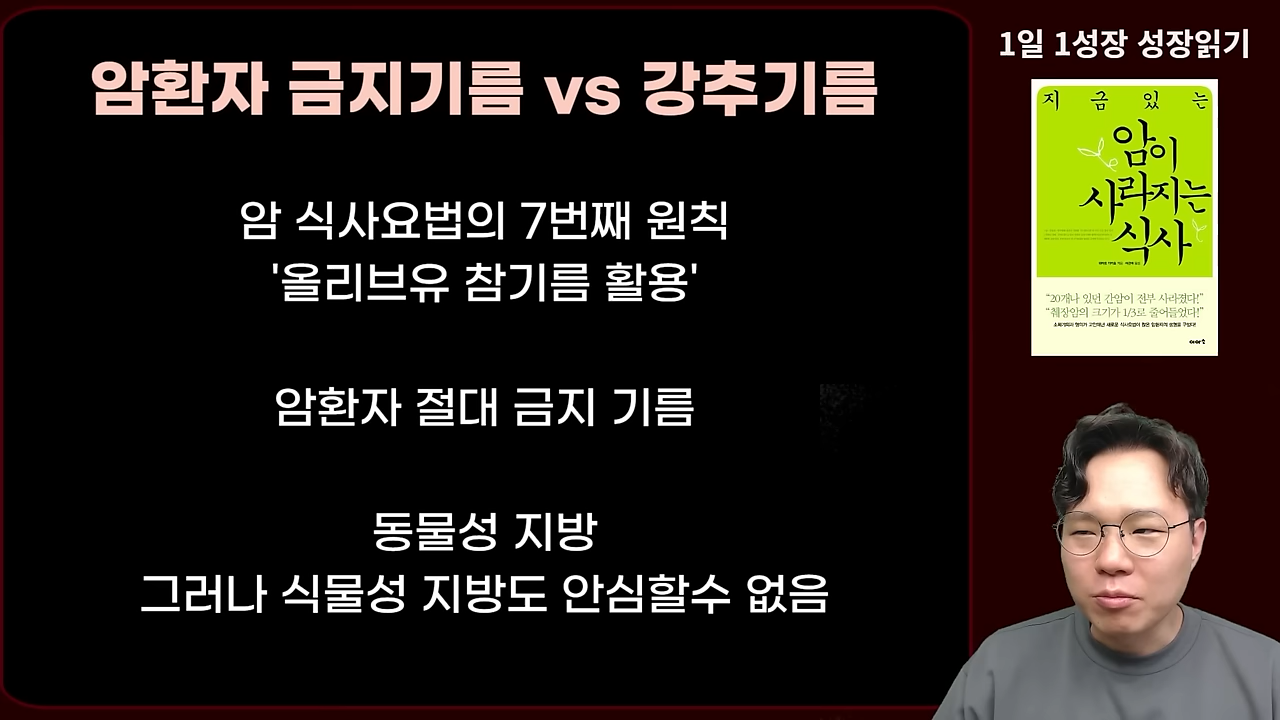 암환자 금지기름 vs 강추기름
암 식사요법의 7번째 원칙
'올리브유 참기름 활용'
암환자 절대 금지 기름
동물성 지방
그러나 식물성 지방도 안심할수 없음
1일 1성장 성장읽기
지금있는
암이
사라지는
식사
“20개나 있던 간암이 전부 사라졌다!”
“췌장암의 크기가 1/3로 줄어들었다!”